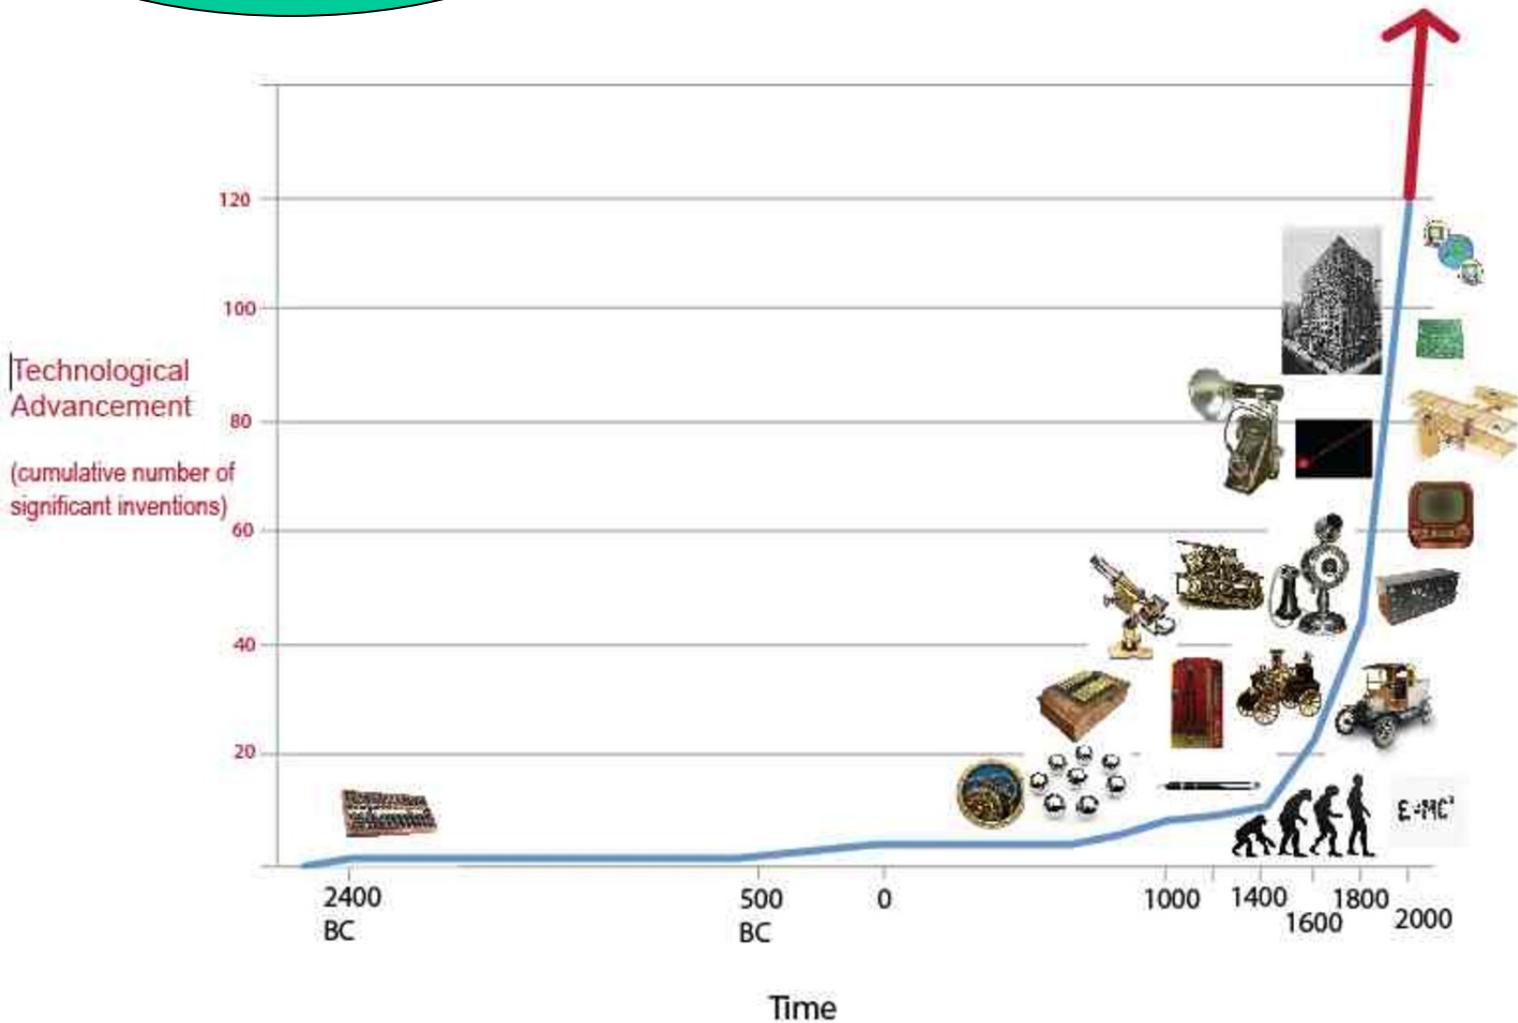 120
100
Technological
Advancement
80
(cumulative number of
significant inventions)
60
40
20
E=MC²
2400
BC
500
BC
0
1000
1400
1600
1800
2000
Time